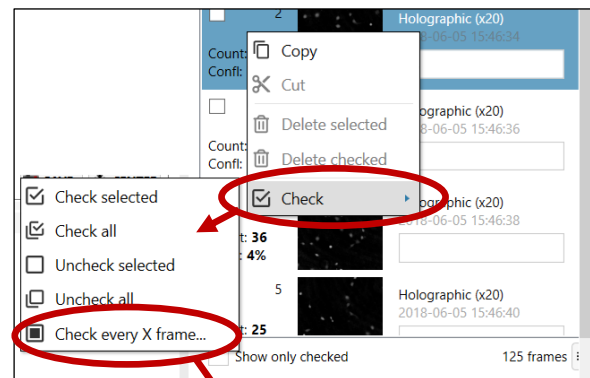 2
Holographic (x20)
2018-06-05 15:46:34
Count:
Confl:
Copy
Cut
Delete selected
Delete checked
Check
ographic (x20)
8-06-05 15:46:36
Count:
Confl:
Check selected
Check all
Uncheck selected
Uncheck all
Check every X frame...
ographic (x20)
2018-06-05 15:46:38
t: 36
: 4%
5
Holographic (x20)
2018-06-05 15:46:40
t: 25
Show only checked
125 frames